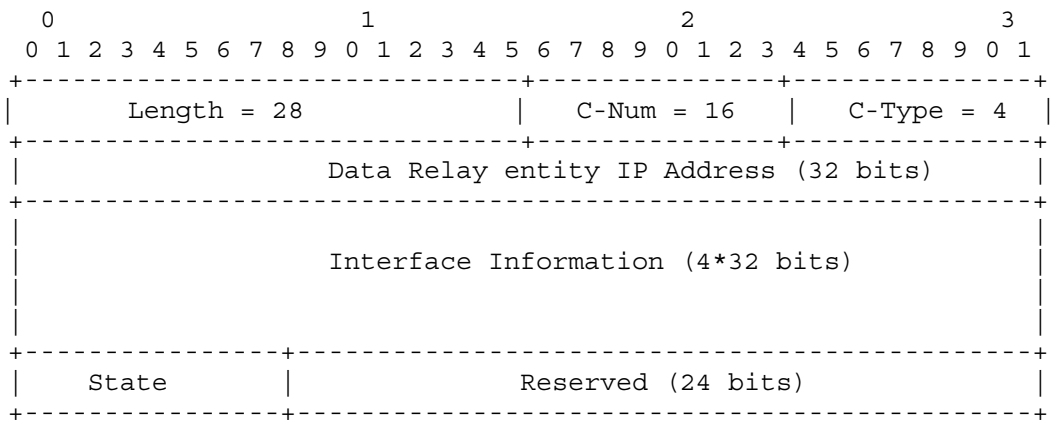 0 1 2 3
0 1 2 3 4 5 6 7 8 9 0 1 2 3 4 5 6 7 8 9 0 1 2 3 4 5 6 7 8 9 0 1
Length = 28 C-Num = 16 C-Type = 4
Data Relay entity IP Address (32 bits)
Interface Information (4*32 bits)
State Reserved (24 bits)